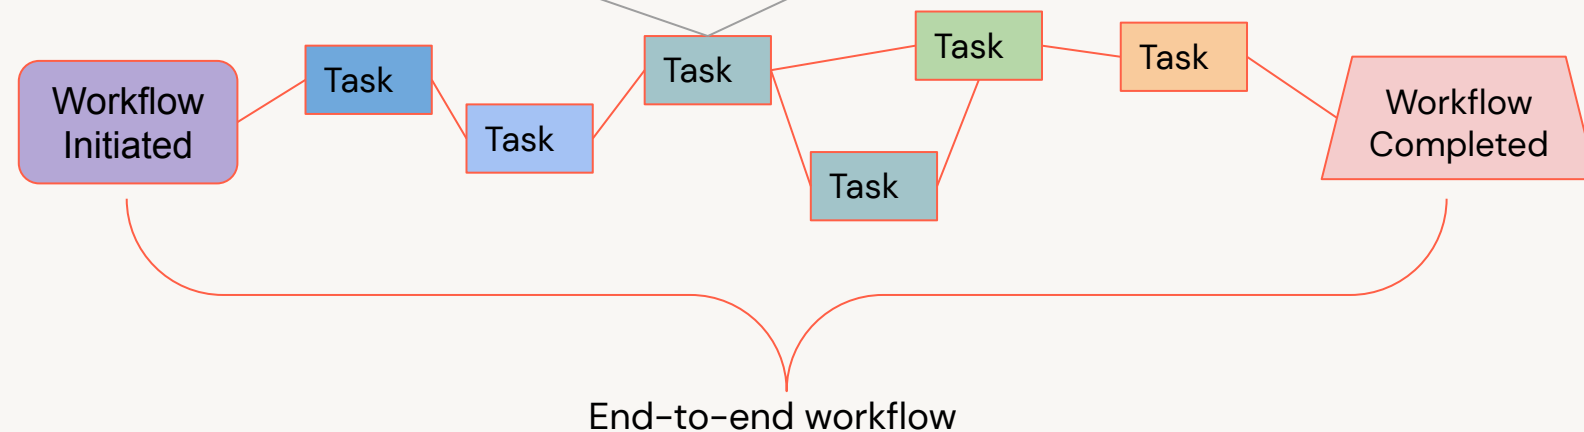 Workflow
Initiated
Task
Task
Task
Task
Task
Task
Workflow
Completed
End-to-end workflow